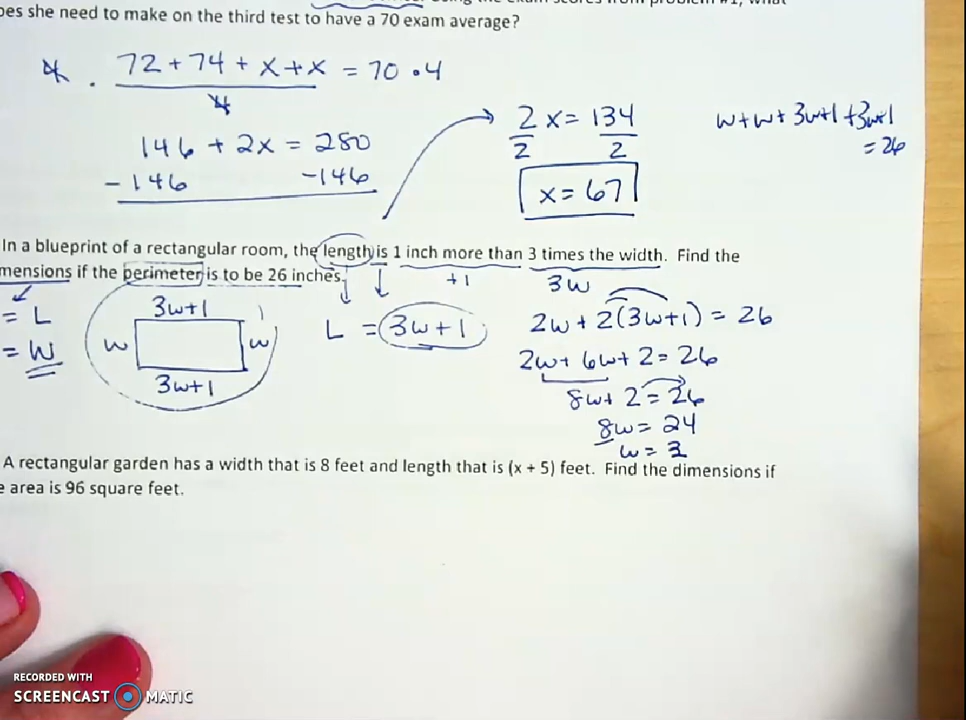 oes she need to make on the third test to have a 70 exam average?
4 . 72 + 74 + x + x = 70 • 4
4
146 + 2x = 280
- 146 - 146
2x = 134
2 2
x = 67
w + w + 3w+1 + 3w+1
= 26
In a blueprint of a rectangular room, the length is 1 inch more than 3 times the width. Find the
mensions if the perimeter is to be 26 inches.
+1 3w
= L
= W
3w+1
w w
3w+1
L = 3w + 1
2w + 2(3w+1) = 26
2w + 6w + 2 = 26
8w + 2 = 26
8w = 24
w = 3
A rectangular garden has a width that is 8 feet and length that is (x + 5) feet. Find the dimensions if
e area is 96 square feet.
RECORDED WITH
SCREENCAST MATIC